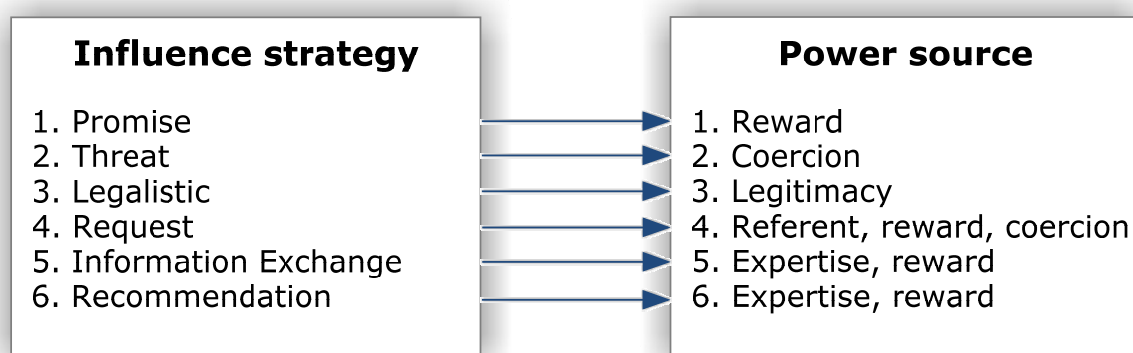 Influence strategy
1. Promise
2. Threat
3. Legalistic
4. Request
5. Information Exchange
6. Recommendation
Power source
1. Reward
2. Coercion
3. Legitimacy
4. Referent, reward, coercion
5. Expertise, reward
6. Expertise, reward